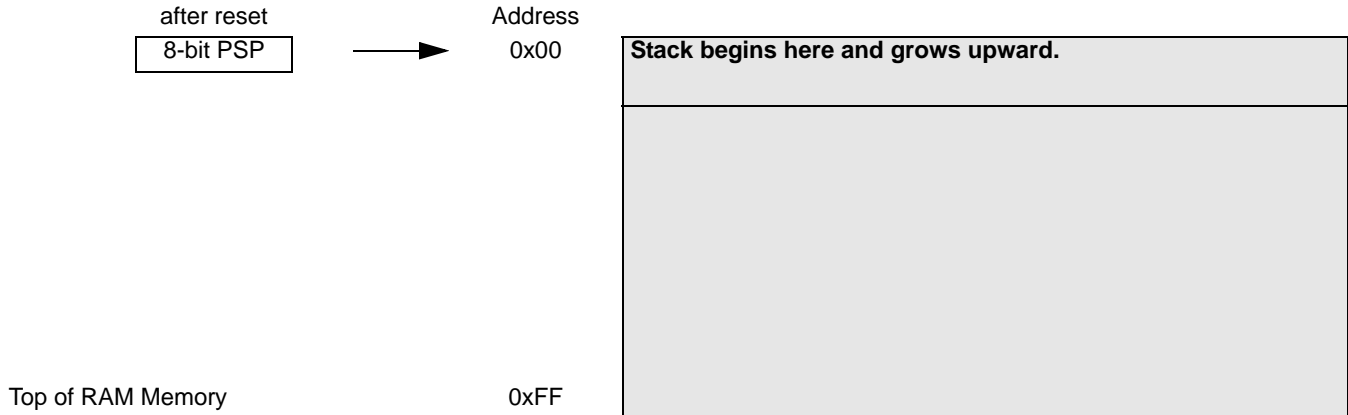 after reset Address
8-bit PSP 0x00 Stack begins here and grows upward.
Top of RAM Memory 0xFF